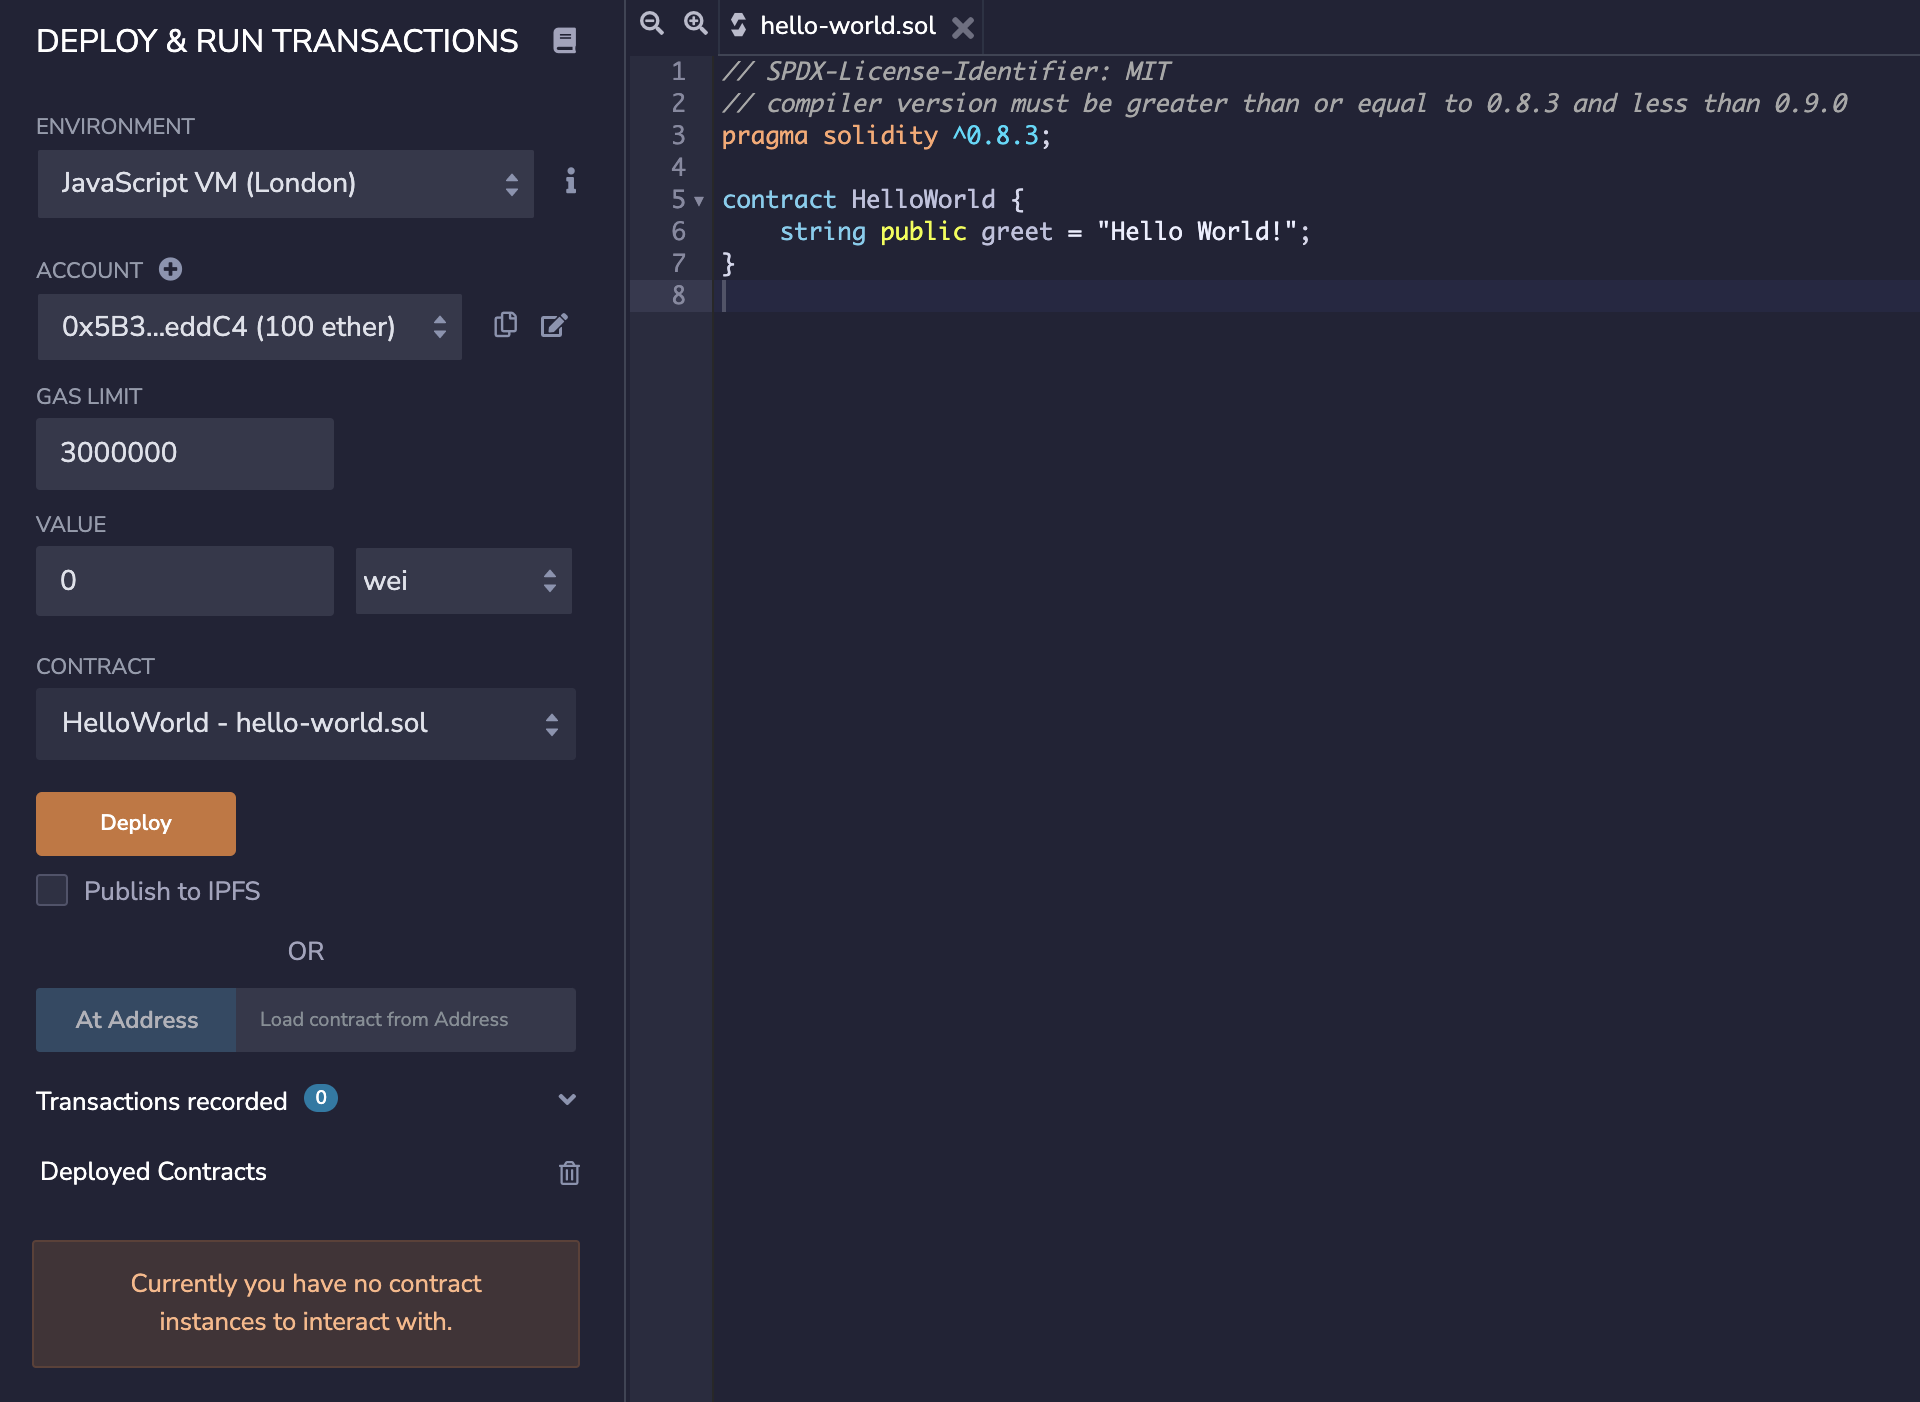 DEPLOY & RUN TRANSACTIONS
ENVIRONMENT
JavaScript VM (London)
ACCOUNT
0x5B3...eddC4 (100 ether)
GAS LIMIT
3000000
VALUE
0
wei
CONTRACT
HelloWorld - hello-world.sol
Deploy
Publish to IPFS
OR
At Address
Load contract from Address
Transactions recorded 0
Deployed Contracts
Currently you have no contract
instances to interact with.
hello-world.sol
1 // SPDX-License-Identifier: MIT
2 // compiler version must be greater than or equal to 0.8.3 and less than 0.9.0
3 pragma solidity ^0.8.3;
4
5 contract HelloWorld {
6     string public greet = "Hello World!";
7 }
8